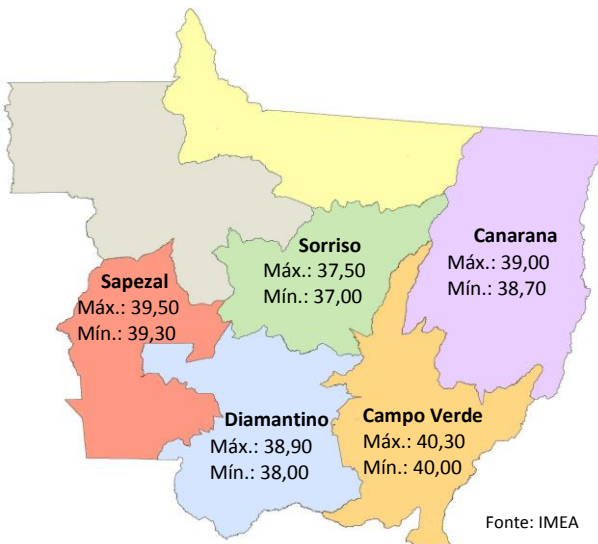 Sorriso
Máx.: 37,50
Mín.: 37,00
Canarana
Máx.: 39,00
Mín.: 38,70
Sapezal
Máx.: 39,50
Mín.: 39,30
Diamantino
Máx.: 38,90
Mín.: 38,00
Campo Verde
Máx.: 40,30
Mín.: 40,00
Fonte: IMEA